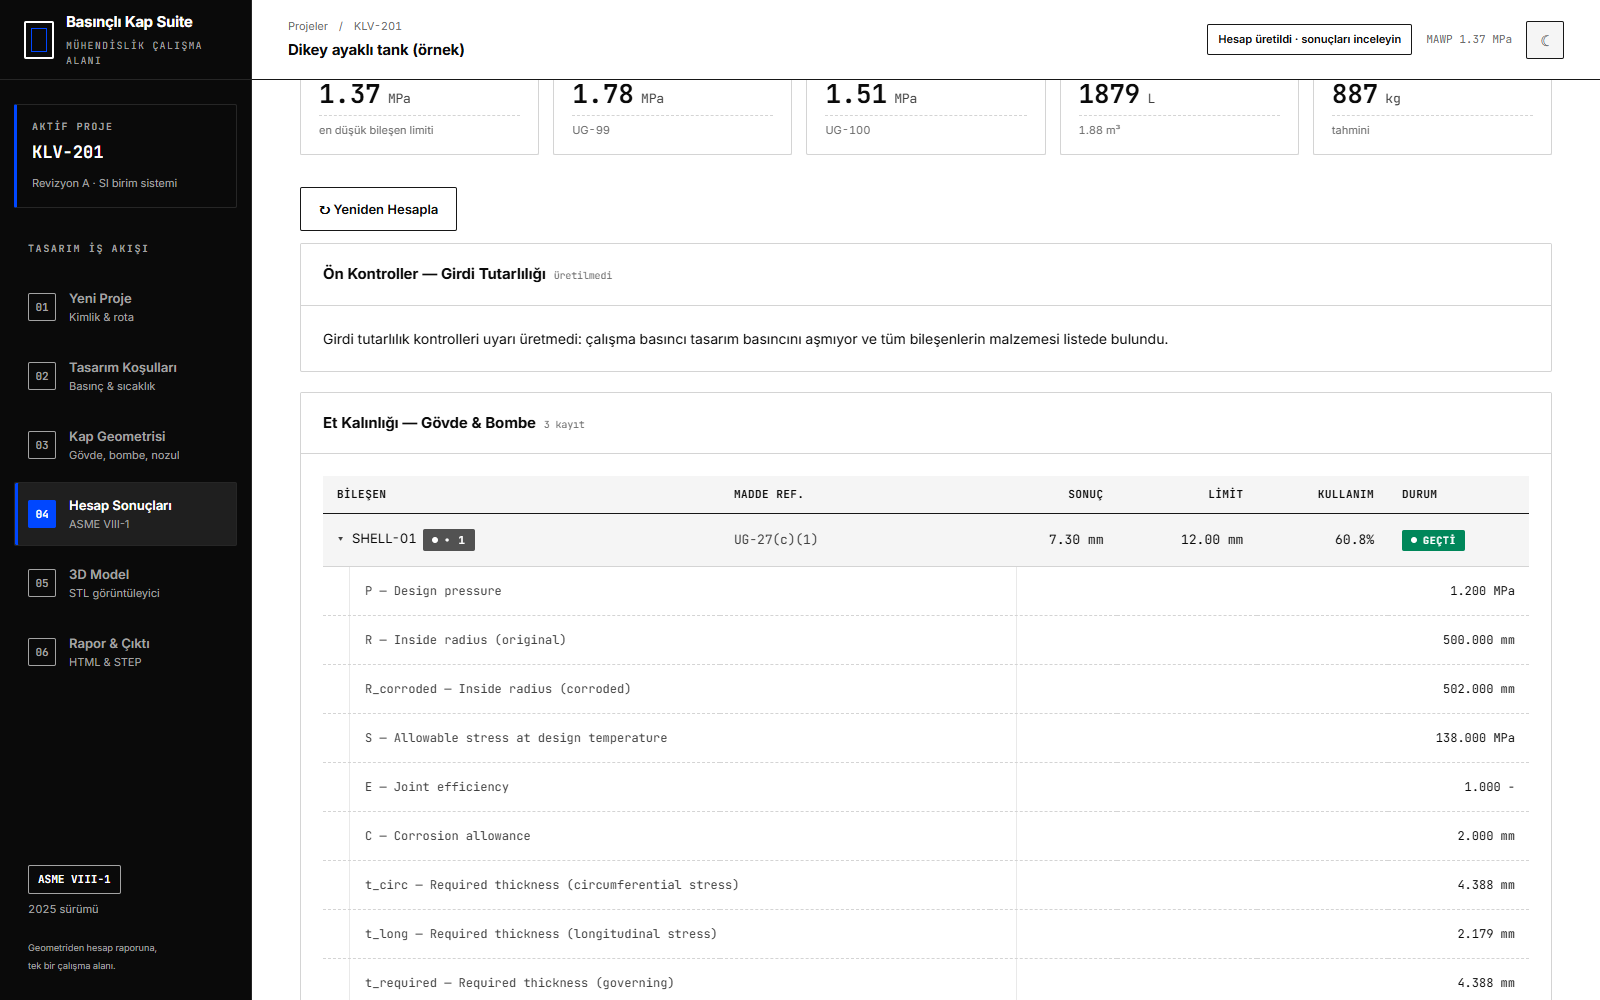 Basınçlı Kap Suite
MÜHENDİSLİK ÇALIŞMA
ALANI
AKTİF PROJE
KLV-201
Revizyon A · SI birim sistemi
TASARIM İŞ AKIŞI
01
Yeni Proje
Kimlik & rota
02
Tasarım Koşulları
Basınç & sıcaklık
03
Kap Geometrisi
Gövde, bombe, nozul
04
Hesap Sonuçları
ASME VIII-1
05
3D Model
STL görüntüleyici
06
Rapor & Çıktı
HTML & STEP
ASME VIII-1
2025 sürümü
Geometriden hesap raporuna,
tek bir çalışma alanı.
Projeler / KLV-201
Dikey ayaklı tank (örnek)
Hesap üretildi · sonuçları inceleyin
MAWP 1.37 MPa
1.37 MPa
en düşük bileşen limiti
1.78 MPa
UG-99
1.51 MPa
UG-100
1879 L
1.88 m³
887 kg
tahmini
↻ Yeniden Hesapla
Ön Kontroller — Girdi Tutarlılığı üretilmedi
Girdi tutarlılık kontrolleri uyarı üretmedi: çalışma basıncı tasarım basıncını aşmıyor ve tüm bileşenlerin malzemesi listede bulundu.
Et Kalınlığı — Gövde & Bombe 3 kayıt
BİLEŞEN MADDE REF. SONUÇ LİMİT KULLANIM DURUM
▾ SHELL-01 ● • 1 UG-27(c)(1) 7.30 mm 12.00 mm 60.8% ● GEÇTİ
P — Design pressure 1.200 MPa
R — Inside radius (original) 500.000 mm
R_corroded — Inside radius (corroded) 502.000 mm
S — Allowable stress at design temperature 138.000 MPa
E — Joint efficiency 1.000 -
C — Corrosion allowance 2.000 mm
t_circ — Required thickness (circumferential stress) 4.388 mm
t_long — Required thickness (longitudinal stress) 2.179 mm
t_required — Required thickness (governing) 4.388 mm